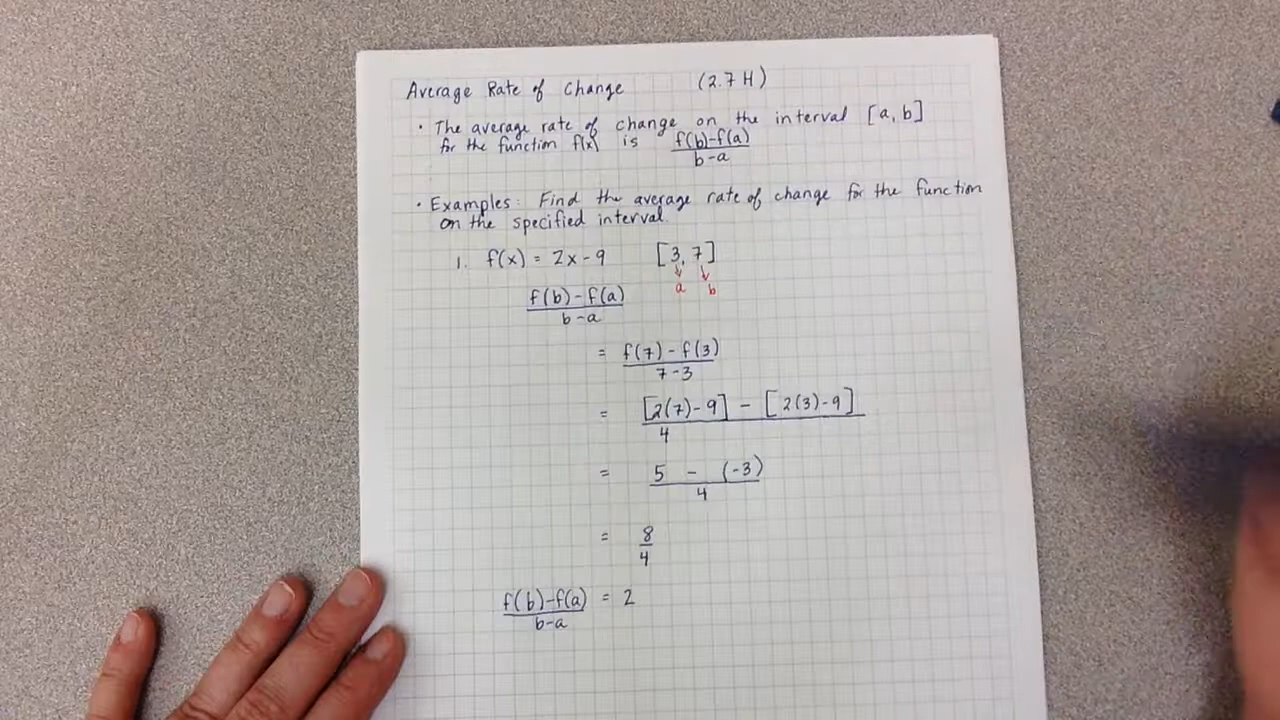 Average Rate of Change (2.7 H)
• The average rate of change on the interval [a, b]
for the function f(x) is f(b)-f(a) / b-a
• Examples: Find the average rate of change for the function
on the specified interval.
1. f(x) = 2x-9 [3, 7]
a b
f(b)-f(a) / b-a
= f(7)-f(3) / 7-3
= [2(7)-9] - [2(3)-9] / 4
= 5 - (-3) / 4
= 8 / 4
f(b)-f(a) / b-a = 2